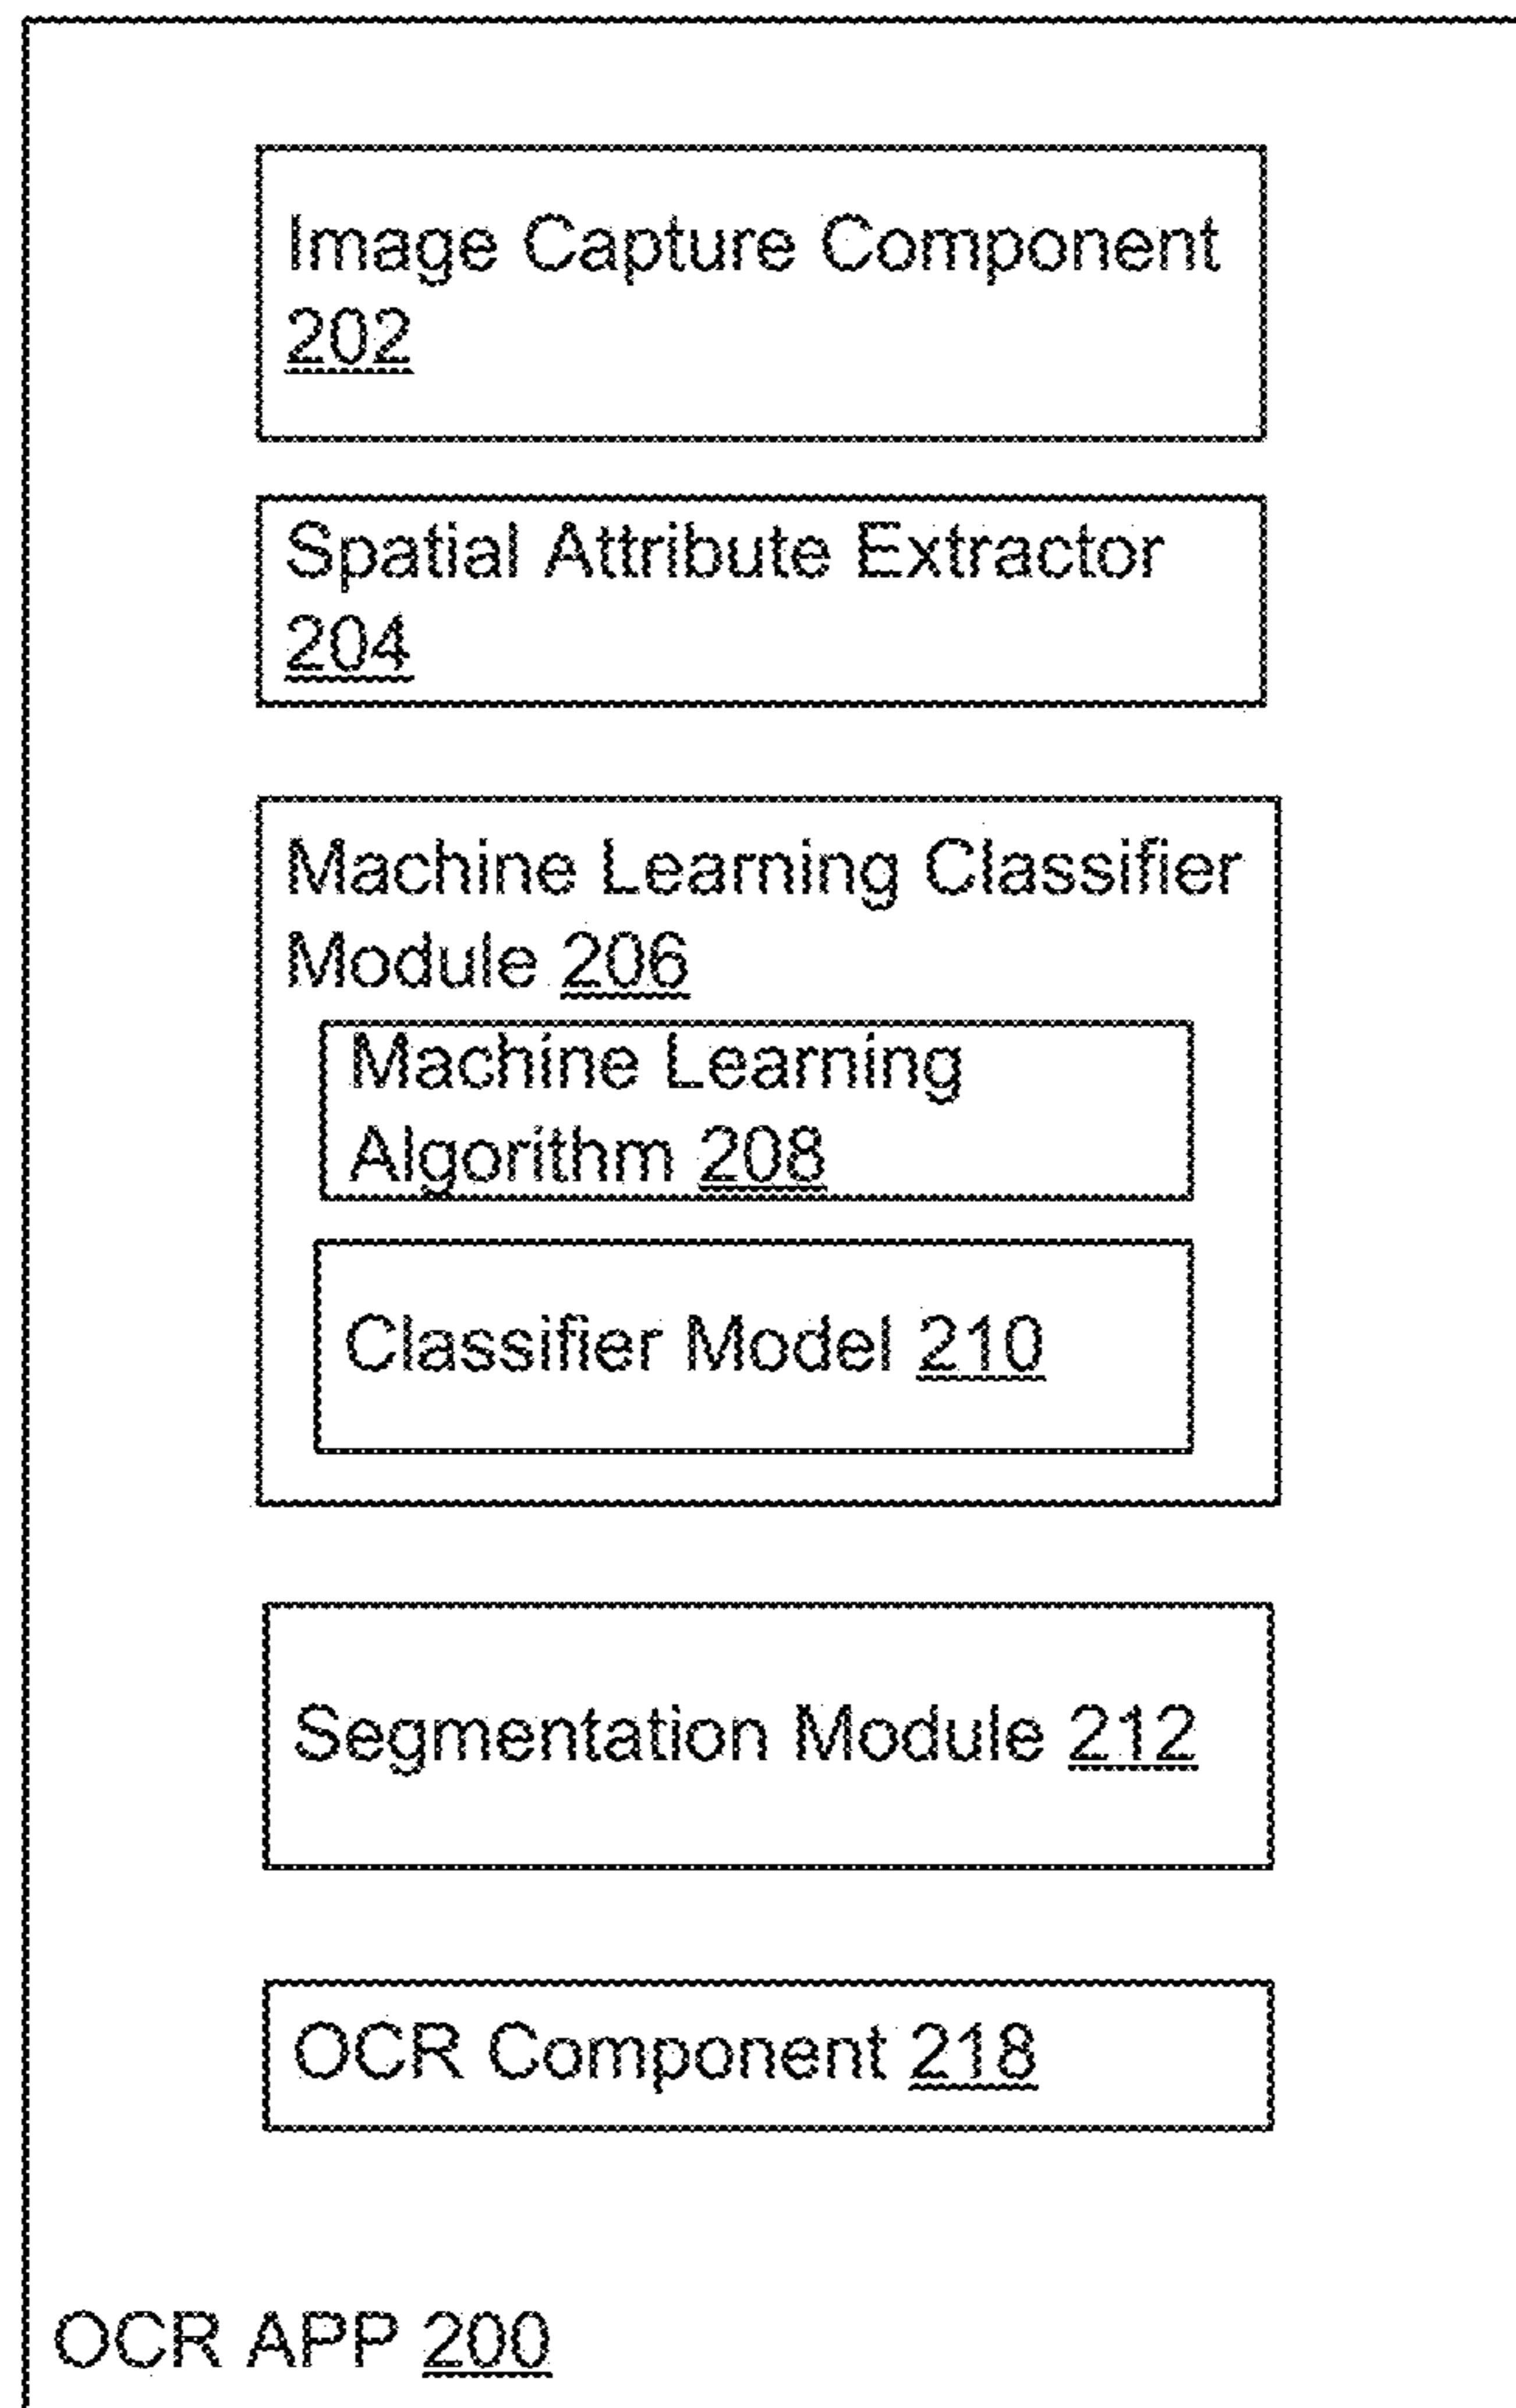 Image Capture Component
202
Spatial Attribute Extractor
204
Machine Learning Classifier
Module 206
Machine Learning
Algorithm 208
Classifier Model 210
Segmentation Module 212
OCR Component 218
OCR APP 200